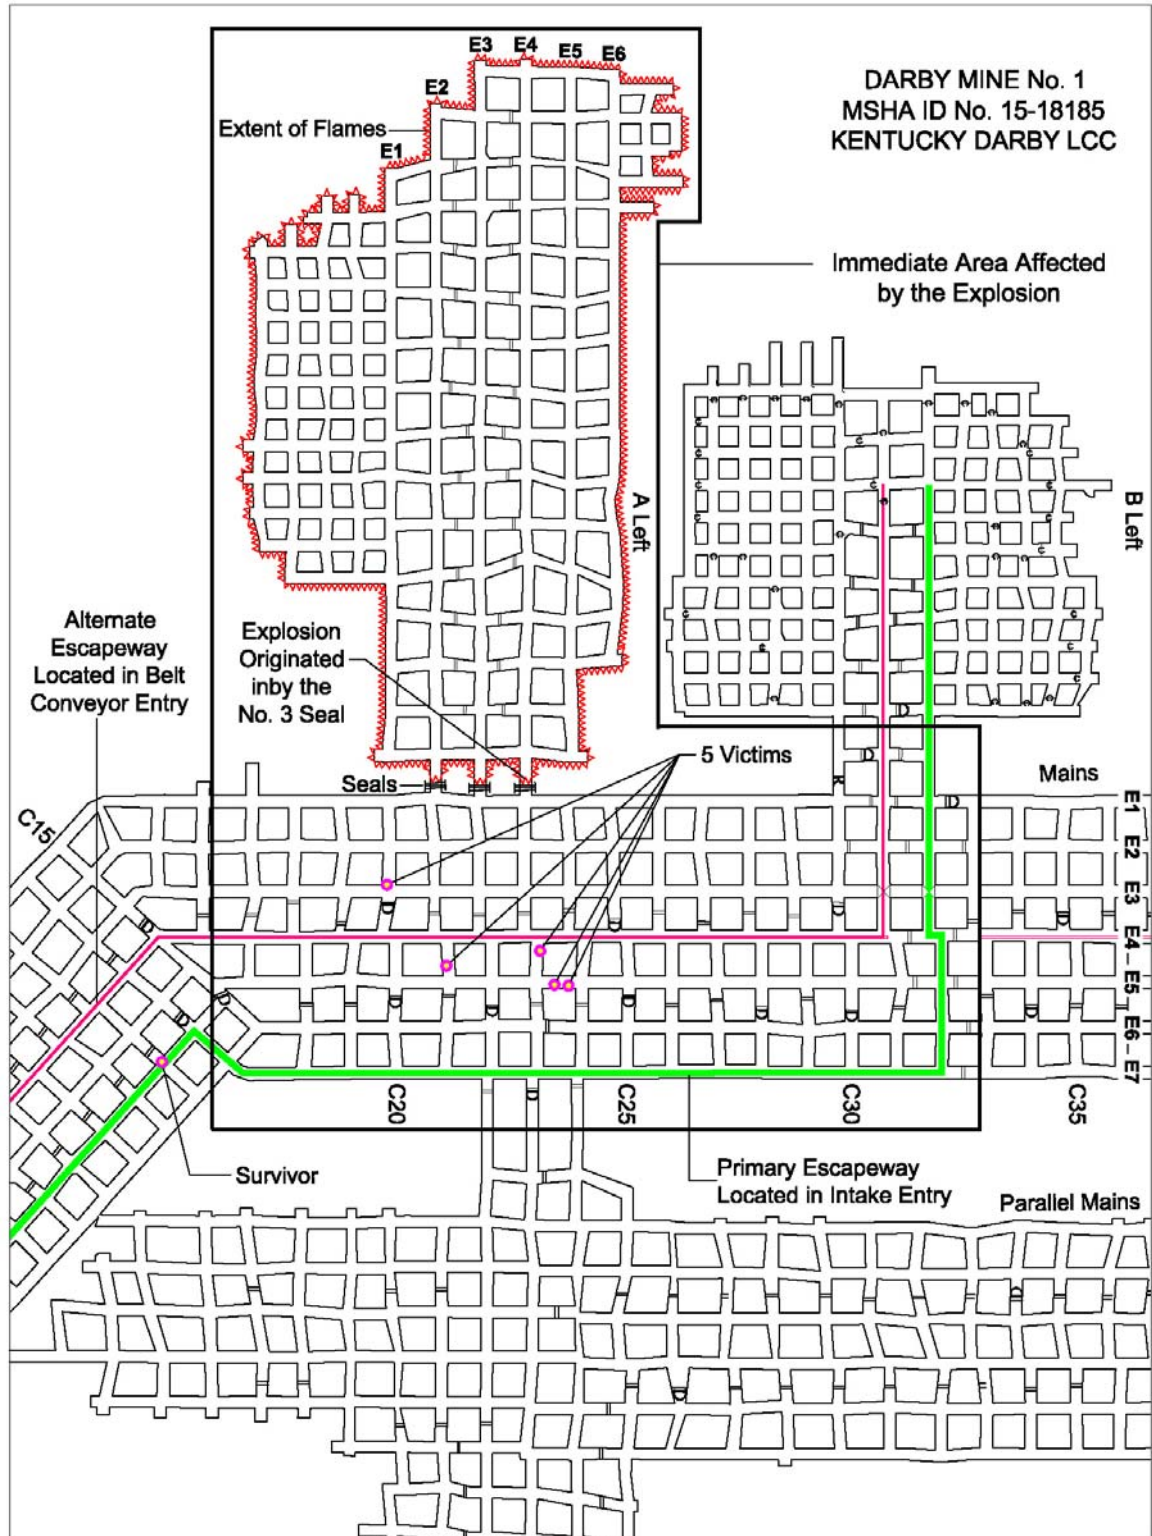 E3 E4 E5 E6
E2
E1
Extent of Flames
DARBY MINE No. 1
MSHA ID No. 15-18185
KENTUCKY DARBY LCC
Immediate Area Affected
by the Explosion
A Left
B Left
Alternate
Escapeway
Located in Belt
Conveyor Entry
Explosion
Originated
inby the
No. 3 Seal
5 Victims
Seals
Mains
C15
E1
E2
E3
E4
E5
E6
E7
C20
C25
C30
C35
Survivor
Primary Escapeway
Located in Intake Entry
Parallel Mains